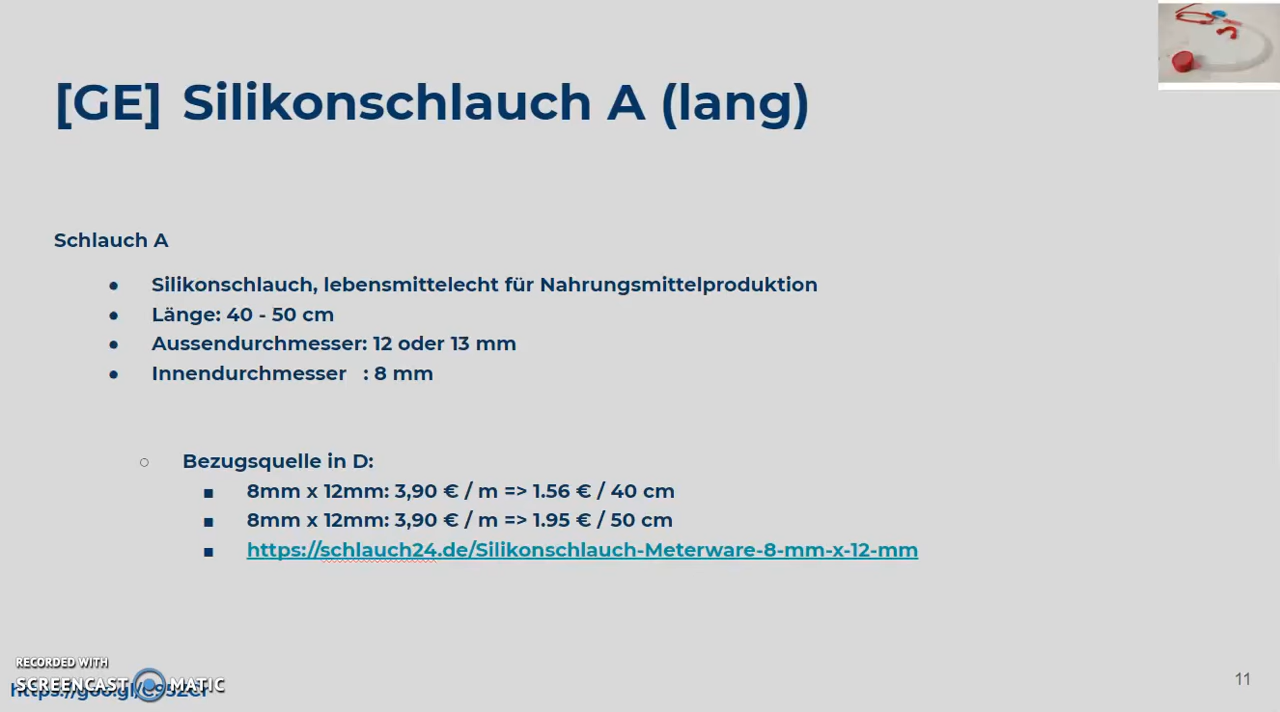 [GE] Silikonschlauch A (lang)
Schlauch A
● Silikonschlauch, lebensmittelecht für Nahrungsmittelproduktion
● Länge: 40 - 50 cm
● Aussendurchmesser: 12 oder 13 mm
● Innendurchmesser : 8 mm
○ Bezugsquelle in D:
■ 8mm x 12mm: 3,90 € / m => 1.56 € / 40 cm
■ 8mm x 12mm: 3,90 € / m => 1.95 € / 50 cm
■ https://schlauch24.de/Silikonschlauch-Meterware-8-mm-x-12-mm
RECORDED WITH
SCREENCAST MATIC
11